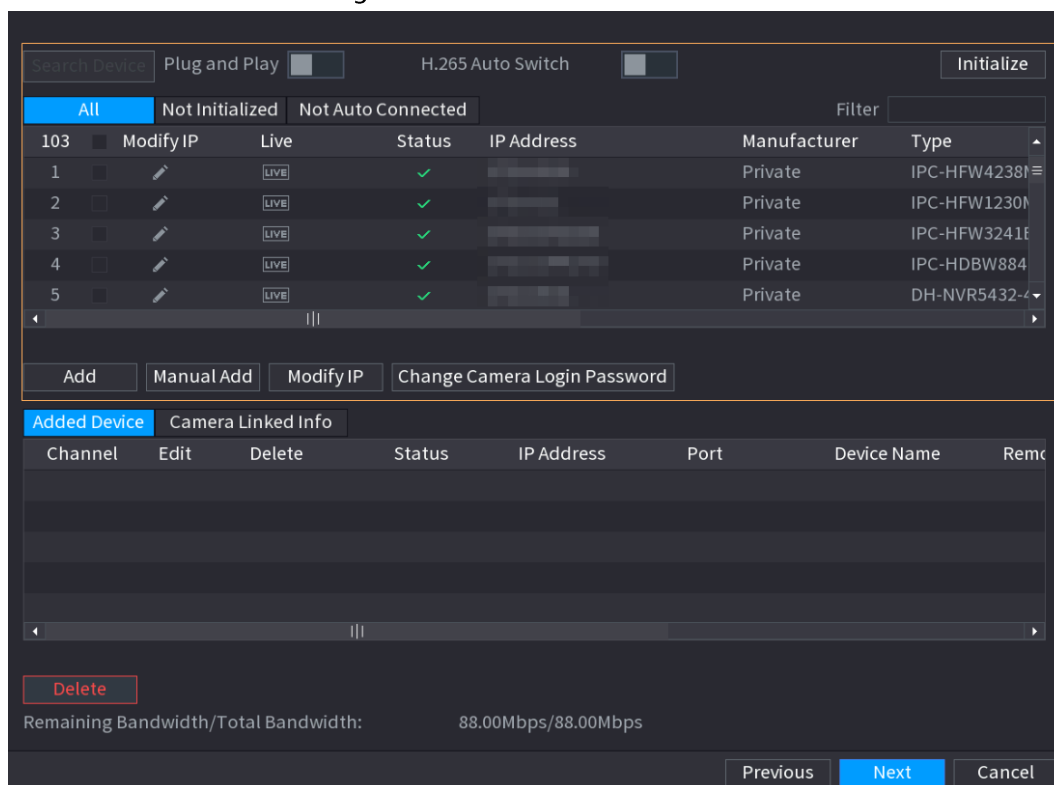 Search Device Plug and Play H.265 Auto Switch Initialize
All Not Initialized Not Auto Connected Filter
103 Modify IP Live Status IP Address Manufacturer Type
1 LIVE Private IPC-HFW4238
2 LIVE Private IPC-HFW1230
3 LIVE Private IPC-HFW3241
4 LIVE Private IPC-HDBW884
5 LIVE Private DH-NVR5432-4
Add Manual Add Modify IP Change Camera Login Password
Added Device Camera Linked Info
Channel Edit Delete Status IP Address Port Device Name Remo
Delete
Remaining Bandwidth/Total Bandwidth: 88.00Mbps/88.00Mbps
Previous Next Cancel